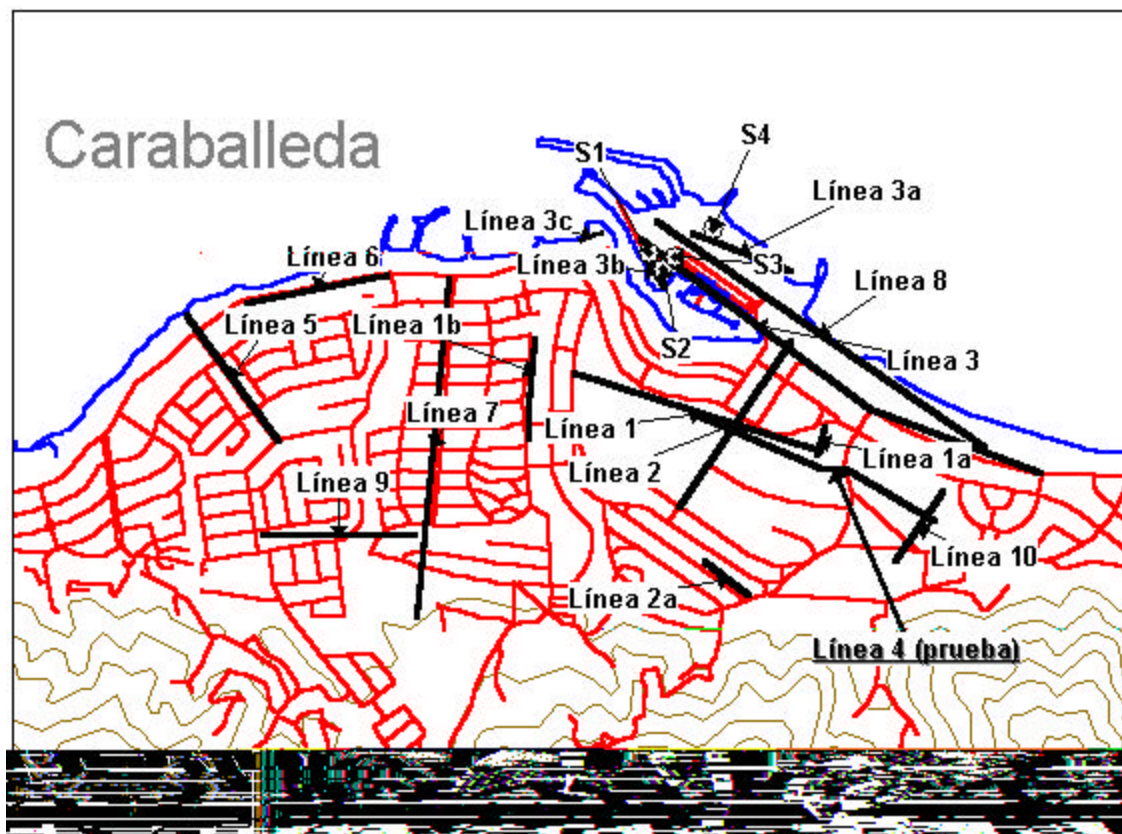 Caraballeda
S4
S1
Línea 3a
Línea 3c
Línea 6
Línea 3b
S3
Línea 8
Línea 5
Línea 1b
S2
Línea 3
Línea 7
Línea 1
Línea 1a
Línea 2
Línea 9
Línea 10
Línea 2a
Línea 4 (prueba)